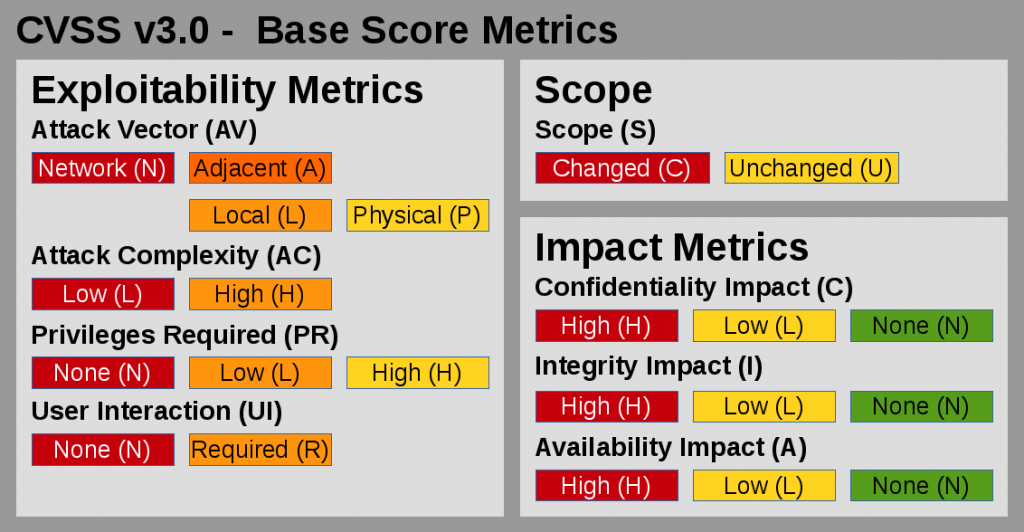 CVSS v3.0 -  Base Score Metrics
Exploitability Metrics
Attack Vector (AV)
Network (N) Adjacent (A)
Local (L) Physical (P)
Attack Complexity (AC)
Low (L) High (H)
Privileges Required (PR)
None (N) Low (L) High (H)
User Interaction (UI)
None (N) Required (R)
Scope
Scope (S)
Changed (C) Unchanged (U)
Impact Metrics
Confidentiality Impact (C)
High (H) Low (L) None (N)
Integrity Impact (I)
High (H) Low (L) None (N)
Availability Impact (A)
High (H) Low (L) None (N)